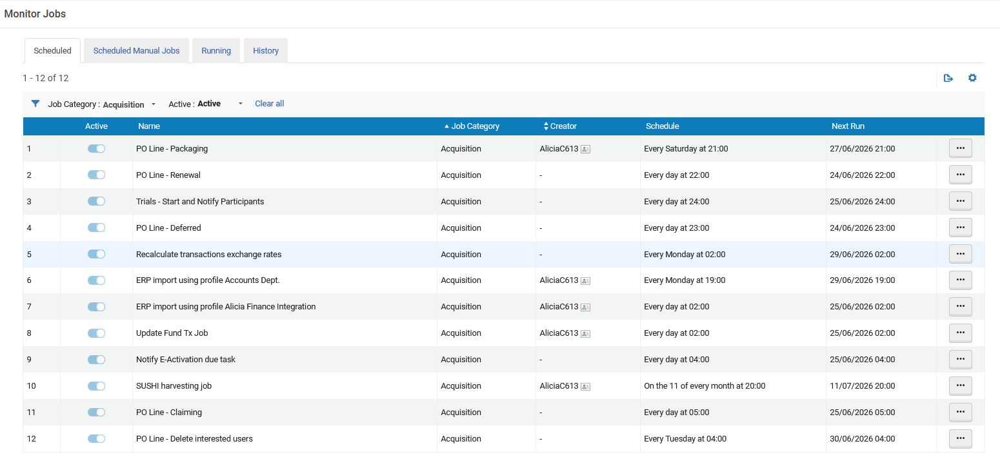 Monitor Jobs
Scheduled Scheduled Manual Jobs Running History
1 - 12 of 12
Job Category : Acquisition Active : Active Clear all
Active Name Job Category Creator Schedule Next Run
1 PO Line - Packaging Acquisition AliciaC613 Every Saturday at 21:00 27/06/2026 21:00
2 PO Line - Renewal Acquisition - Every day at 22:00 24/06/2026 22:00
3 Trials - Start and Notify Participants Acquisition - Every day at 24:00 25/06/2026 24:00
4 PO Line - Deferred Acquisition - Every day at 23:00 24/06/2026 23:00
5 Recalculate transactions exchange rates Acquisition - Every Monday at 02:00 29/06/2026 02:00
6 ERP import using profile Accounts Dept. Acquisition AliciaC613 Every Monday at 19:00 29/06/2026 19:00
7 ERP import using profile Alicia Finance Integration Acquisition AliciaC613 Every day at 02:00 25/06/2026 02:00
8 Update Fund Tx Job Acquisition AliciaC613 Every day at 02:00 25/06/2026 02:00
9 Notify E-Activation due task Acquisition - Every day at 04:00 25/06/2026 04:00
10 SUSHI harvesting job Acquisition AliciaC613 On the 11 of every month at 20:00 11/07/2026 20:00
11 PO Line - Claiming Acquisition - Every day at 05:00 25/06/2026 05:00
12 PO Line - Delete interested users Acquisition - Every Tuesday at 04:00 30/06/2026 04:00